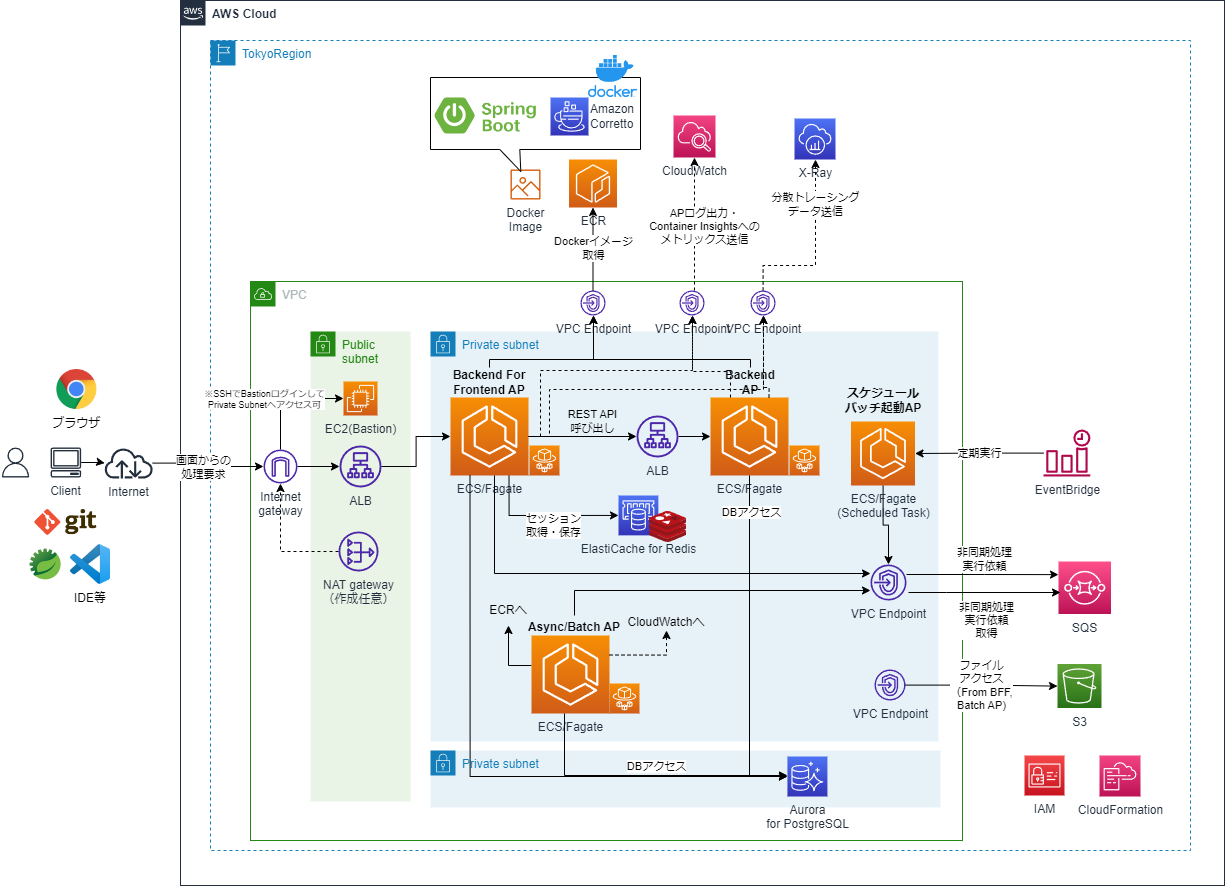 aws
AWS Cloud
TokyoRegion
docker
Spring
Boot
Amazon
Corretto
CloudWatch
X-Ray
Docker
Image
ECR
Dockerイメージ
取得
APログ出力・
Container Insightsへの
メトリックス送信
分散トレーシング
データ送信
VPC
VPC Endpoint
VPC Endpoint
VPC Endpoint
Public
subnet
Private subnet
Backend For
Frontend AP
Backend
AP
スケジュール
バッチ起動AP
ブラウザ
※SSHでBastionログインして
Private Subnetへアクセス可
EC2(Bastion)
REST API
呼び出し
ALB
ECS/Fagate
ECS/Fagate
ECS/Fagate
(Scheduled Task)
定期実行
EventBridge
画面からの
処理要求
Client
Internet
Internet
gateway
ALB
DBアクセス
セッション
取得・保存
ElastiCache for Redis
git
IDE等
NAT gateway
（作成任意）
非同期処理
実行依頼
VPC Endpoint
非同期処理
実行依頼
取得
SQS
ECRへ
Async/Batch AP
CloudWatchへ
ECS/Fagate
VPC Endpoint
ファイル
アクセス
（From BFF,
Batch AP)
S3
Private subnet
DBアクセス
Aurora
for PostgreSQL
IAM
CloudFormation